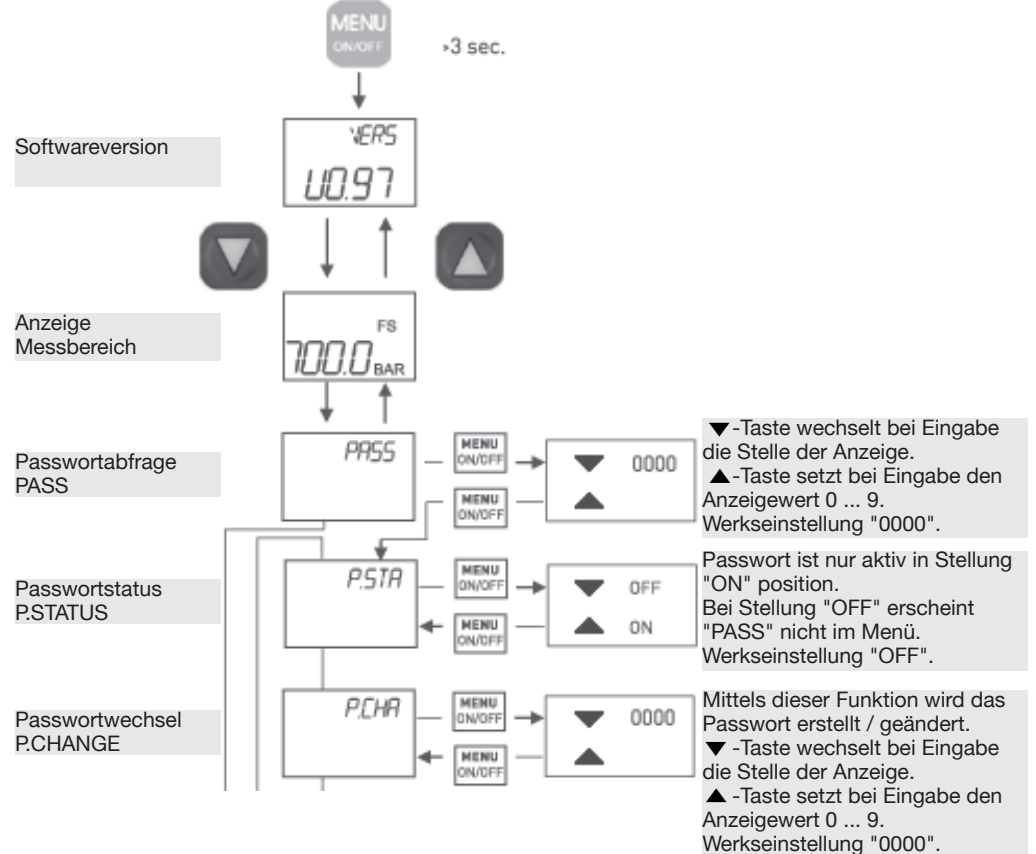 MENU
ON/OFF
>3 sec.
Softwareversion
VERS
V0.97
Anzeige
Messbereich
FS
700.0 BAR
Passwortabfrage
PASS
PASS
MENU
ON/OFF
MENU
ON/OFF
▼ 0000
▲
▼-Taste wechselt bei Eingabe
die Stelle der Anzeige.
▲-Taste setzt bei Eingabe den
Anzeigewert 0 ... 9.
Werkseinstellung "0000".
Passwortstatus
P.STATUS
P.STA
MENU
ON/OFF
MENU
ON/OFF
▼ OFF
▲ ON
Passwort ist nur aktiv in Stellung
"ON" position.
Bei Stellung "OFF" erscheint
"PASS" nicht im Menü.
Werkseinstellung "OFF".
Passwortwechsel
P.CHANGE
P.CHA
MENU
ON/OFF
MENU
ON/OFF
▼ 0000
▲
Mittels dieser Funktion wird das
Passwort erstellt / geändert.
▼ -Taste wechselt bei Eingabe
die Stelle der Anzeige.
▲ -Taste setzt bei Eingabe den
Anzeigewert 0 ... 9.
Werkseinstellung "0000".